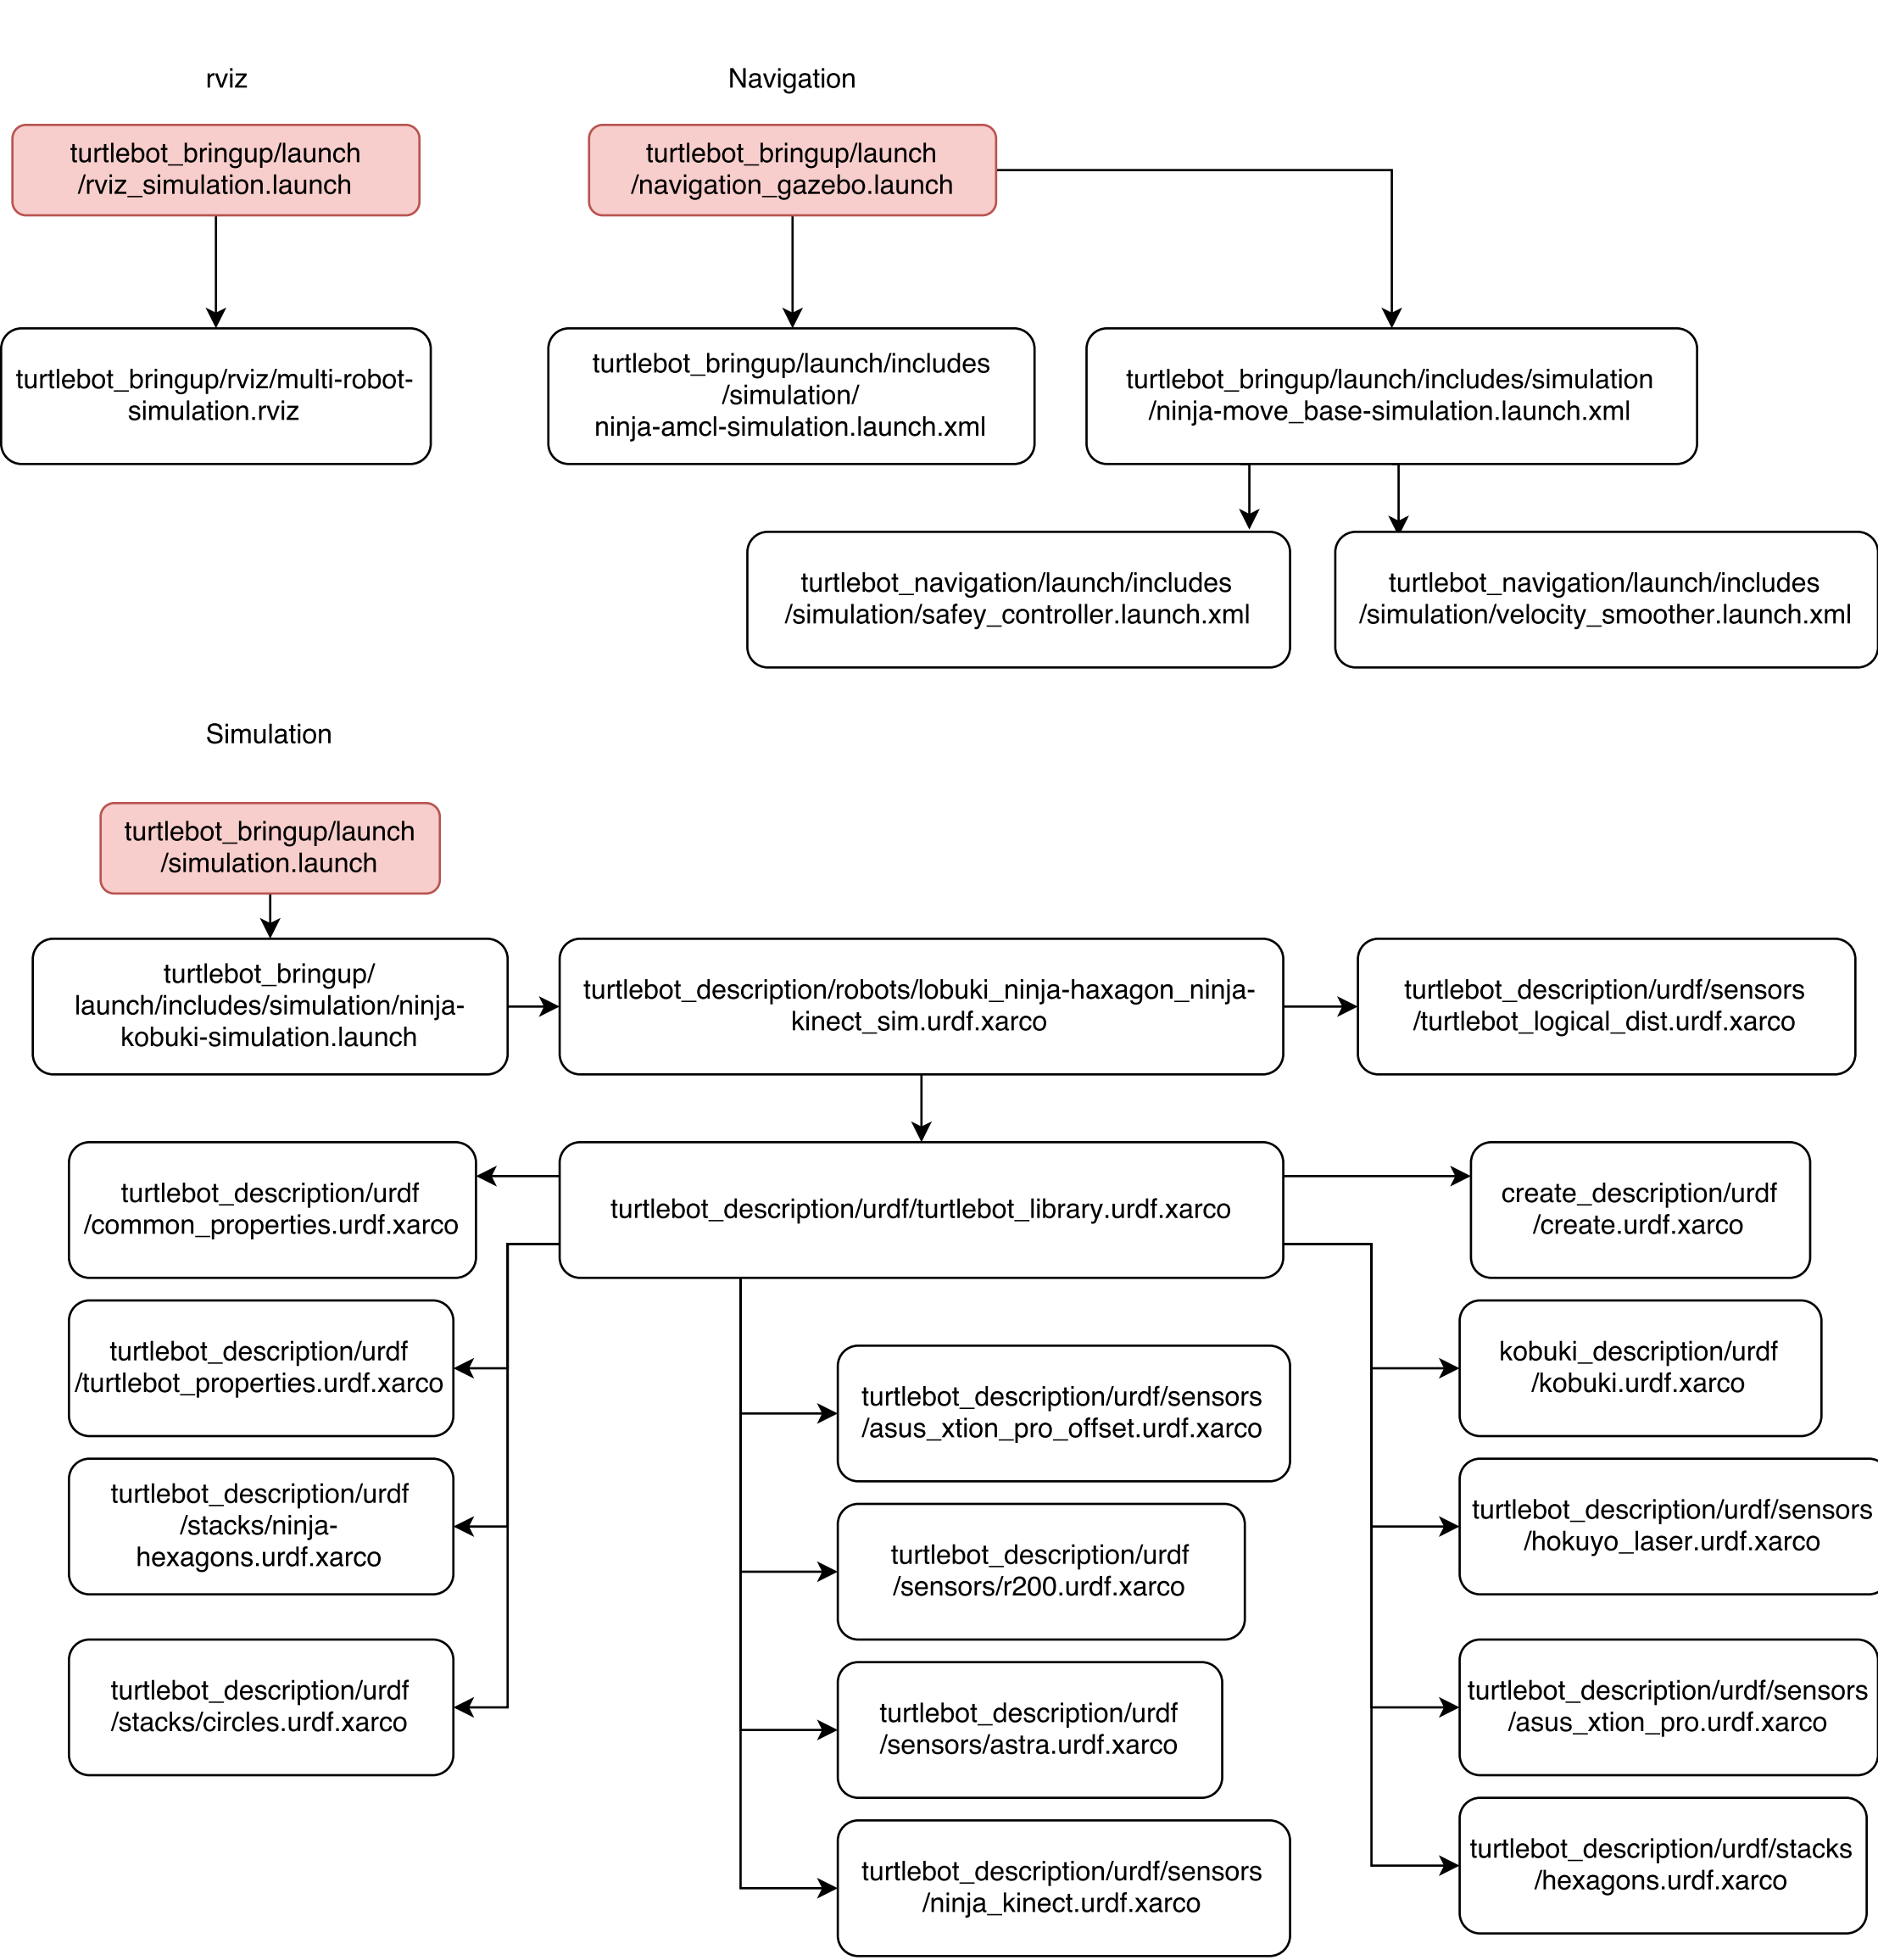 rviz
Navigation
turtlebot_bringup/launch
/rviz_simulation.launch
turtlebot_bringup/launch
/navigation_gazebo.launch
turtlebot_bringup/rviz/multi-robot-
simulation.rviz
turtlebot_bringup/launch/includes
/simulation/
ninja-amcl-simulation.launch.xml
turtlebot_bringup/launch/includes/simulation
/ninja-move_base-simulation.launch.xml
turtlebot_navigation/launch/includes
/simulation/safey_controller.launch.xml
turtlebot_navigation/launch/includes
/simulation/velocity_smoother.launch.xml
Simulation
turtlebot_bringup/launch
/simulation.launch
turtlebot_bringup/
launch/includes/simulation/ninja-
kobuki-simulation.launch
turtlebot_description/robots/lobuki_ninja-haxagon_ninja-
kinect_sim.urdf.xarco
turtlebot_description/urdf/sensors
/turtlebot_logical_dist.urdf.xarco
turtlebot_description/urdf
/common_properties.urdf.xarco
turtlebot_description/urdf/turtlebot_library.urdf.xarco
create_description/urdf
/create.urdf.xarco
turtlebot_description/urdf
/turtlebot_properties.urdf.xarco
turtlebot_description/urdf/sensors
/asus_xtion_pro_offset.urdf.xarco
kobuki_description/urdf
/kobuki.urdf.xarco
turtlebot_description/urdf
/stacks/ninja-
hexagons.urdf.xarco
turtlebot_description/urdf
/sensors/r200.urdf.xarco
turtlebot_description/urdf/sensors
/hokuyo_laser.urdf.xarco
turtlebot_description/urdf
/stacks/circles.urdf.xarco
turtlebot_description/urdf
/sensors/astra.urdf.xarco
turtlebot_description/urdf/sensors
/asus_xtion_pro.urdf.xarco
turtlebot_description/urdf/sensors
/ninja_kinect.urdf.xarco
turtlebot_description/urdf/stacks
/hexagons.urdf.xarco